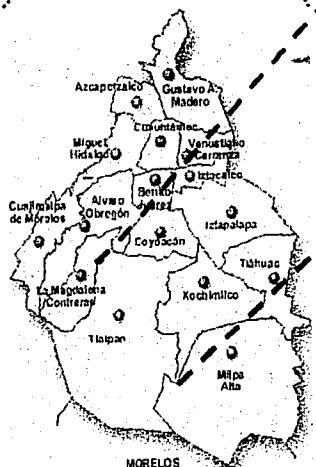 Azcapotzalco
Gustavo A.
Madero
Cuauhtémoc
Miguel
Hidalgo
Venustiano
Carranza
Iztacalco
Benito
Juárez
Cuajimalpa
de Morelos
Alvaro
Obregón
Coyoacán
Iztapalapa
Tláhuac
La Magdalena
Contreras
Xochimilco
Tlalpan
Milpa
Alta
MORELOS